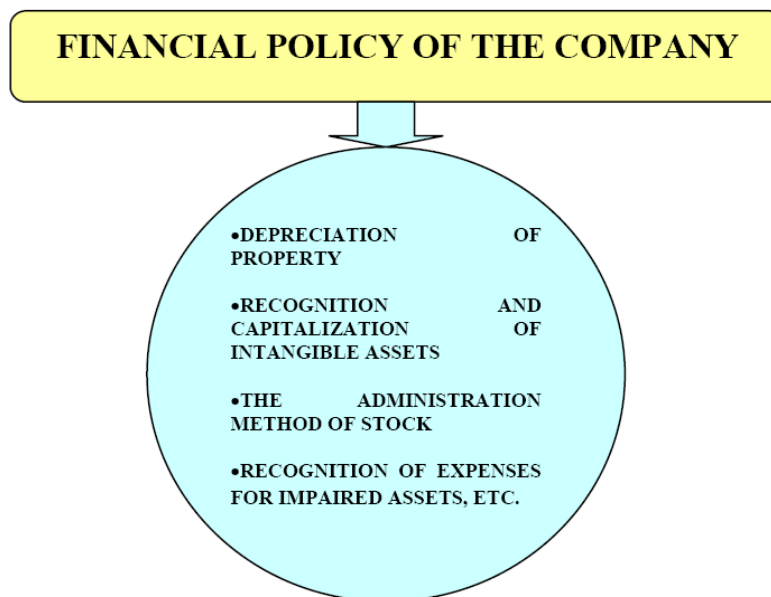 FINANCIAL POLICY OF THE COMPANY
•DEPRECIATION OF
PROPERTY
•RECOGNITION AND
CAPITALIZATION OF
INTANGIBLE ASSETS
•THE ADMINISTRATION
METHOD OF STOCK
•RECOGNITION OF EXPENSES
FOR IMPAIRED ASSETS, ETC.